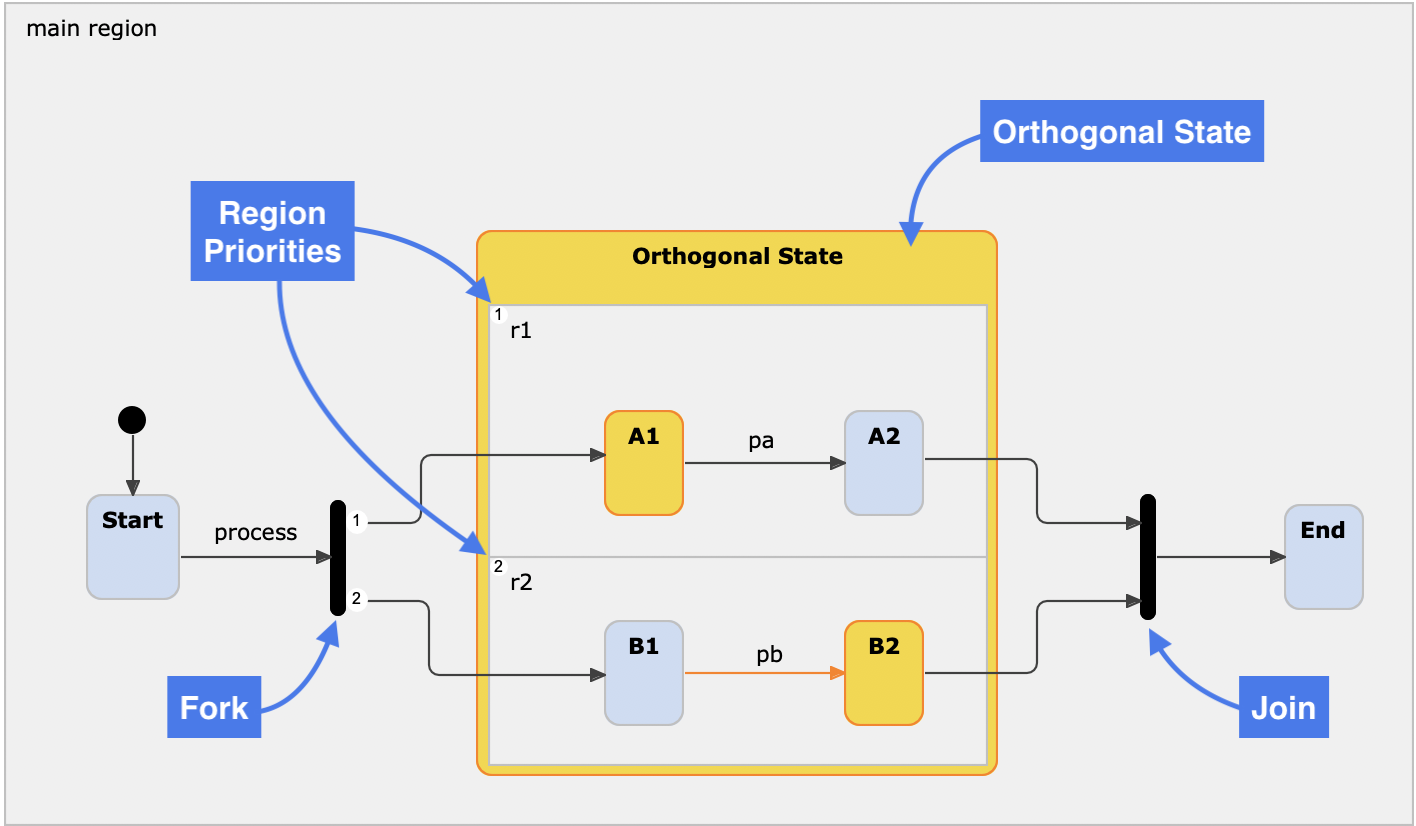 main region
Orthogonal State
Region
Priorities
Orthogonal State
1
r1
A1
pa
A2
Start
process
1
2
2
r2
B1
pb
B2
End
Fork
Join